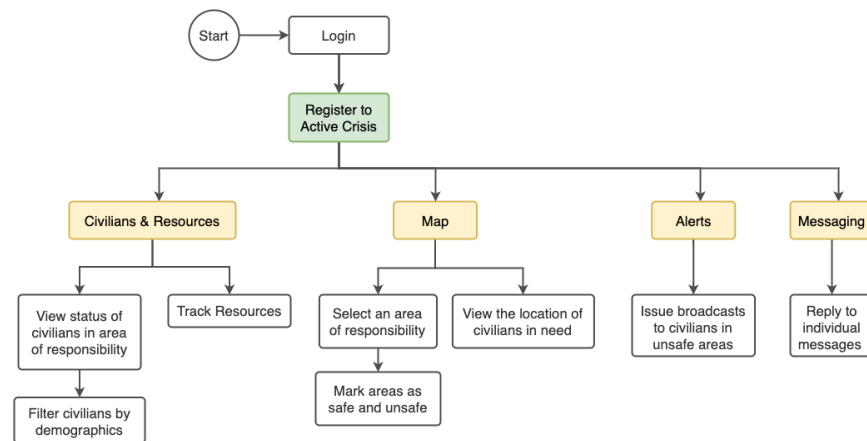 Start
Login
Register to
Active Crisis
Civilians & Resources
Map
Alerts
Messaging
View status of
civilians in area
of responsibility
Track Resources
Select an area
of responsibility
View the location of
civilians in need
Issue broadcasts
to civilians in
unsafe areas
Reply to
individual
messages
Filter civilians by
demographics
Mark areas as
safe and unsafe